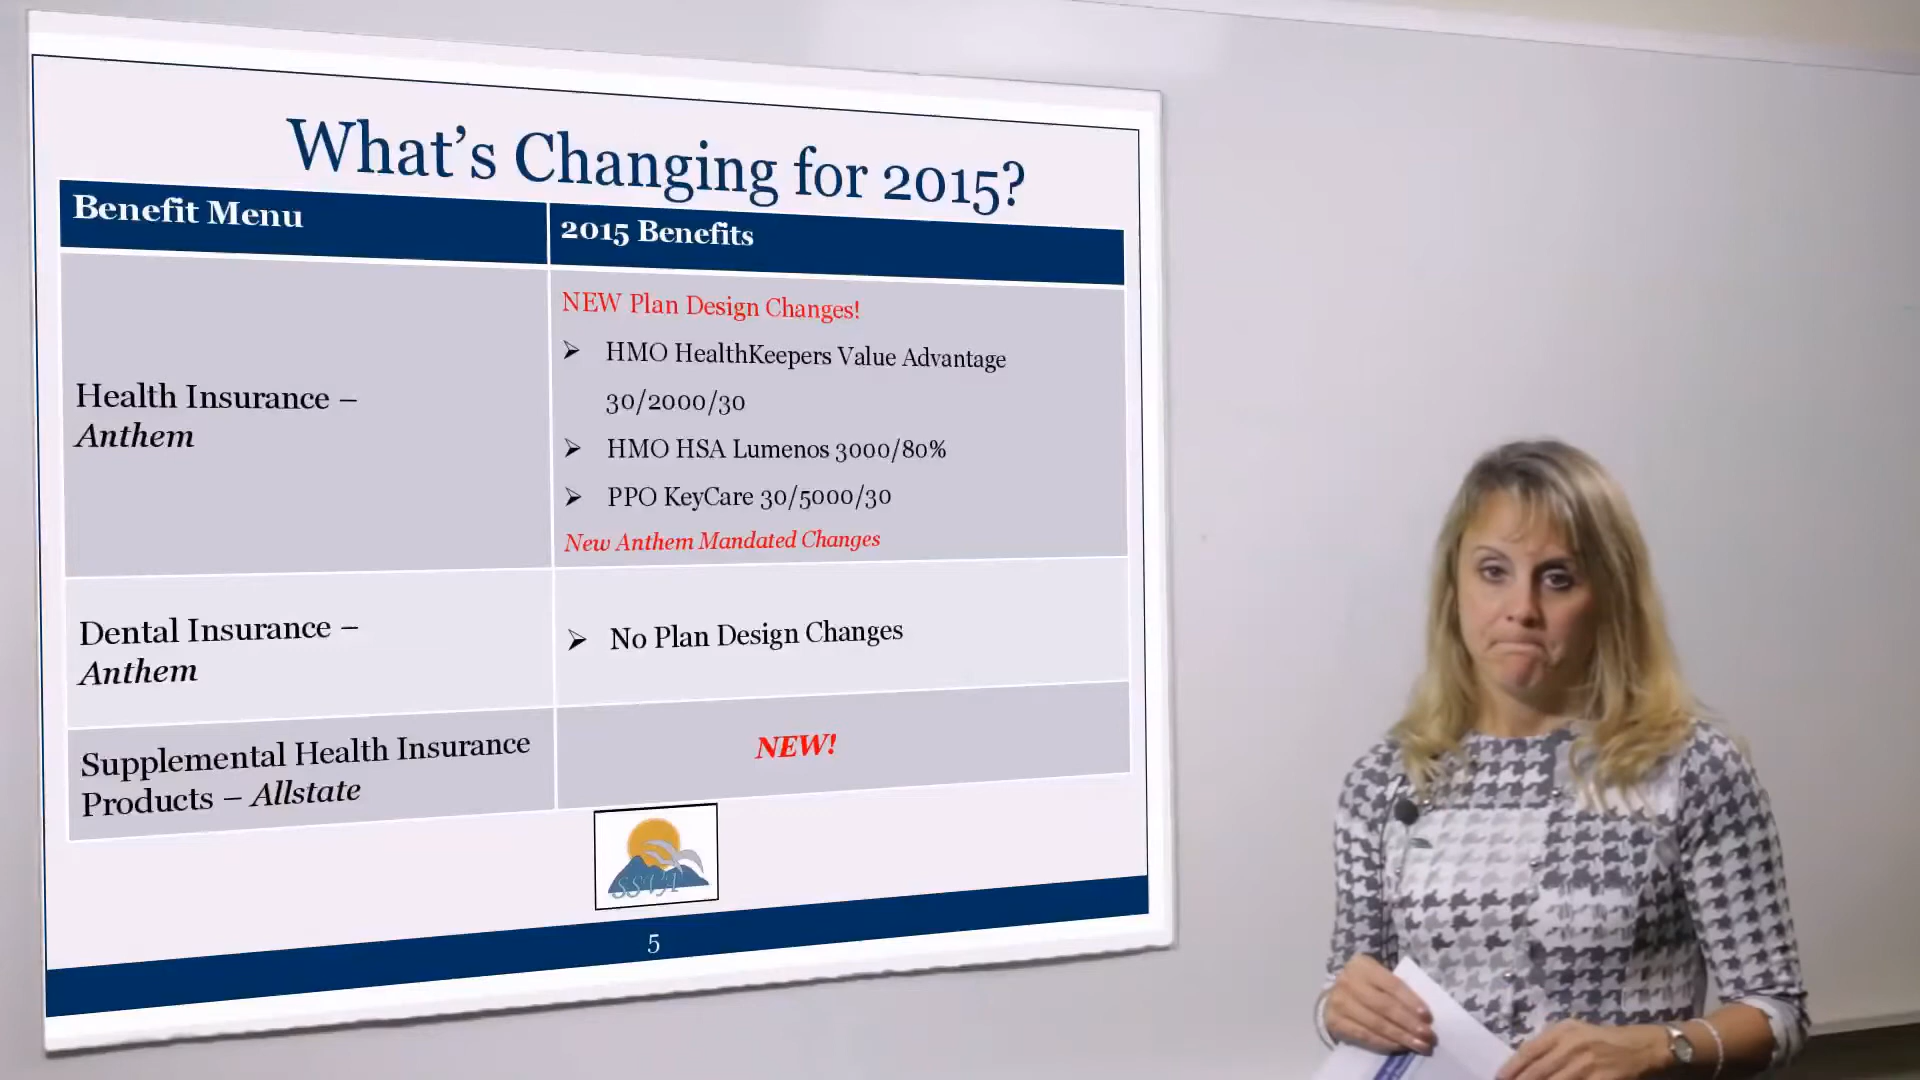 What’s Changing for 2015?
Benefit Menu
2015 Benefits
Health Insurance –
Anthem
NEW Plan Design Changes!
HMO HealthKeepers Value Advantage
30/2000/30
HMO HSA Lumenos 3000/80%
PPO KeyCare 30/5000/30
New Anthem Mandated Changes
Dental Insurance –
Anthem
No Plan Design Changes
Supplemental Health Insurance
Products – Allstate
NEW!
SSVA
5